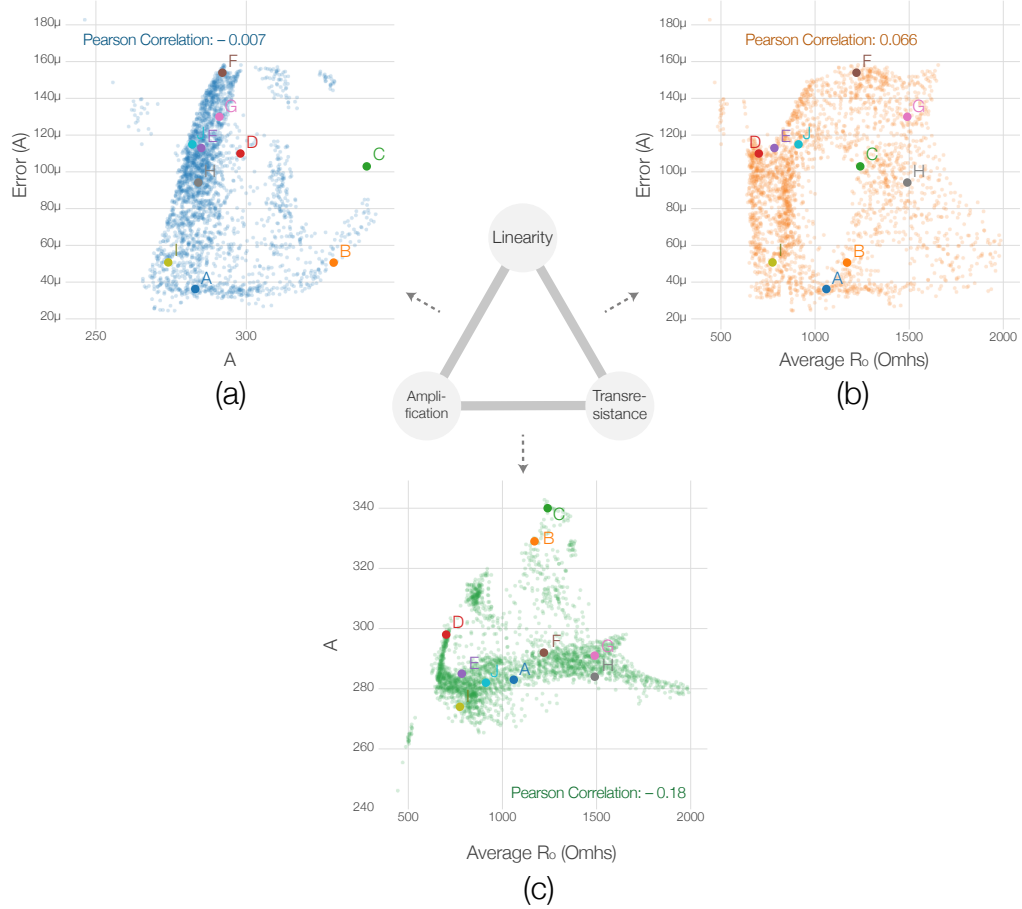 180µ
160µ
140µ
120µ
100µ
80µ
60µ
40µ
20µ
Error (A)
Pearson Correlation: – 0.007
F
G
E
D
C
H
I
B
A
250
300
A
(a)
180µ
160µ
140µ
120µ
100µ
80µ
60µ
40µ
20µ
Error (A)
Pearson Correlation: 0.066
F
G
J
E
D
C
H
I
B
A
500
1000
1500
2000
Average Rₒ (Omhs)
(b)
Linearity
Ampli-
fication
Transre-
sistance
340
320
300
280
260
240
A
C
B
D
F
G
E
J
A
H
I
Pearson Correlation: – 0.18
500
1000
1500
2000
Average Rₒ (Omhs)
(c)